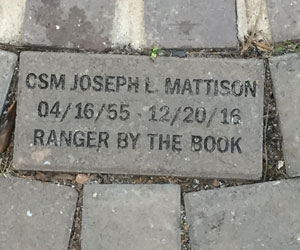 CSM JOSEPH L. MATTISON
04/16/55 - 12/20/16
RANGER BY THE BOOK